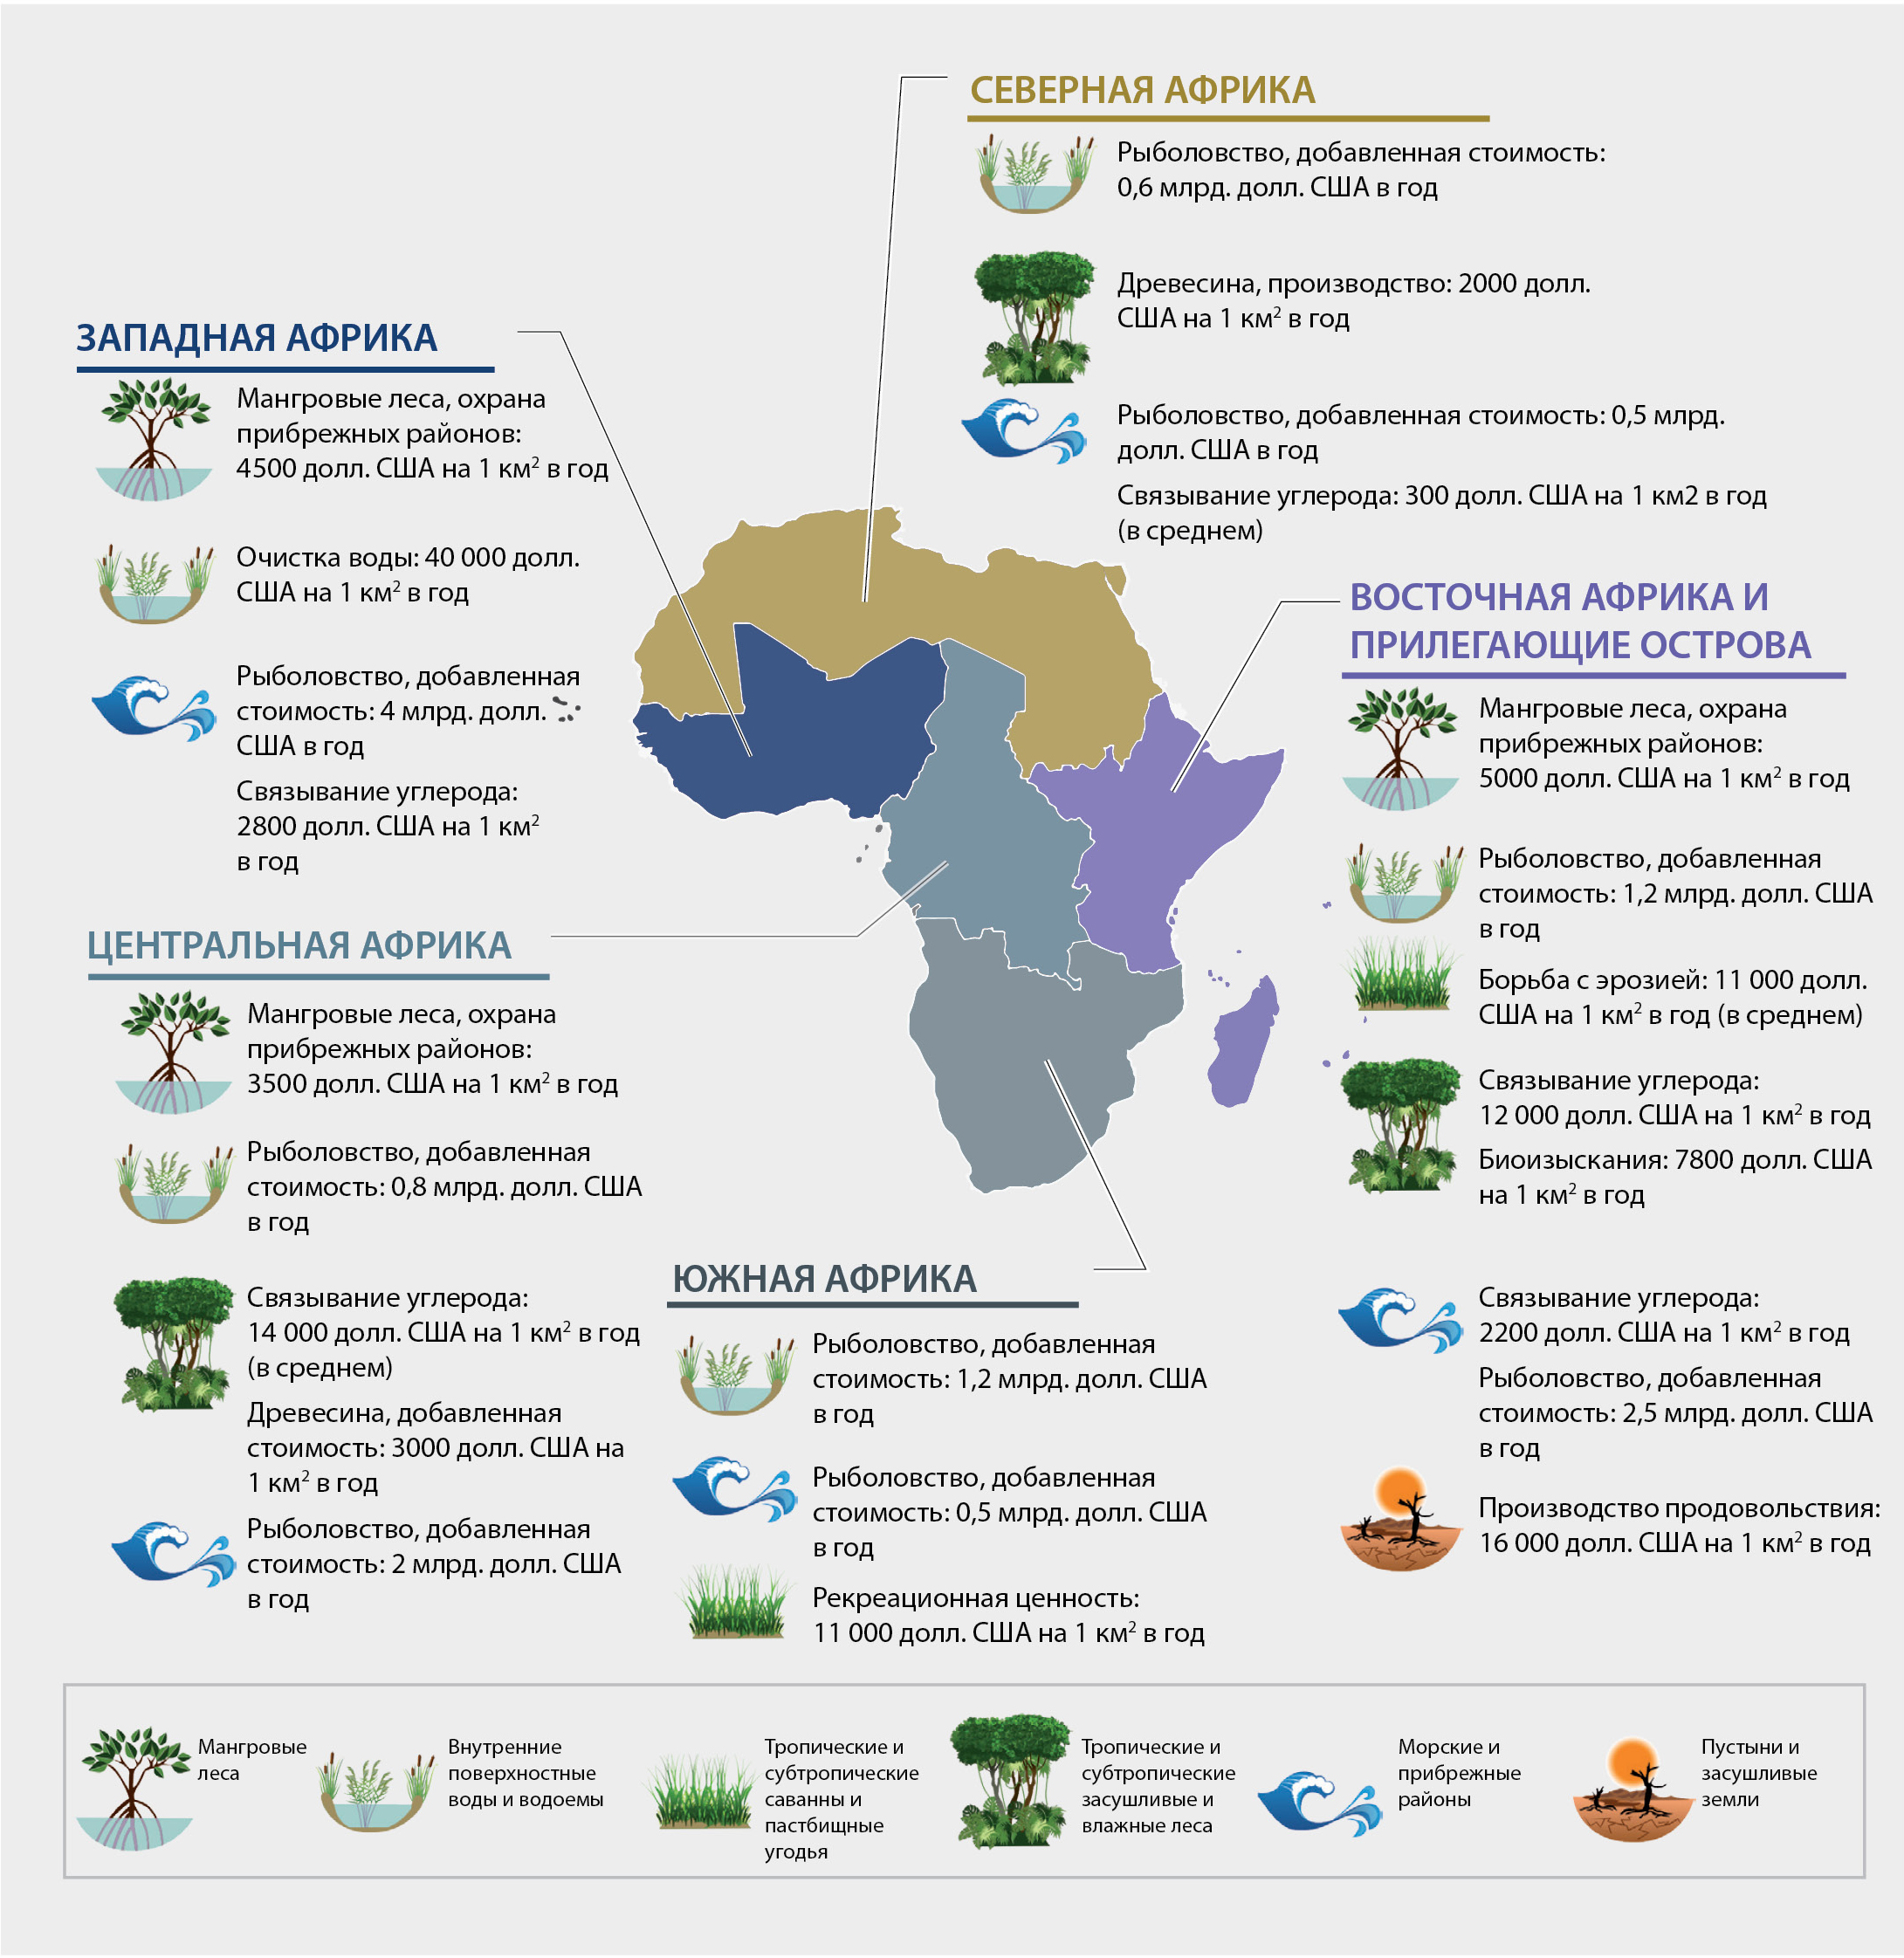 СЕВЕРНАЯ АФРИКА
Рыболовство, добавленная стоимость:
0,6 млрд. долл. США в год
Древесина, производство: 2000 долл.
США на 1 км² в год
Рыболовство, добавленная стоимость: 0,5 млрд.
долл. США в год
Связывание углерода: 300 долл. США на 1 км2 в год
(в среднем)
ЗАПАДНАЯ АФРИКА
Мангровые леса, охрана
прибрежных районов:
4500 долл. США на 1 км² в год
Очистка воды: 40 000 долл.
США на 1 км² в год
Рыболовство, добавленная
стоимость: 4 млрд. долл.
США в год
Связывание углерода:
2800 долл. США на 1 км²
в год
ВОСТОЧНАЯ АФРИКА И
ПРИЛЕГАЮЩИЕ ОСТРОВА
Мангровые леса, охрана
прибрежных районов:
5000 долл. США на 1 км² в год
Рыболовство, добавленная
стоимость: 1,2 млрд. долл. США
в год
Борьба с эрозией: 11 000 долл.
США на 1 км² в год (в среднем)
Связывание углерода:
12 000 долл. США на 1 км² в год
Биоизыскания: 7800 долл. США
на 1 км² в год
Связывание углерода:
2200 долл. США на 1 км² в год
Рыболовство, добавленная
стоимость: 2,5 млрд. долл. США
в год
Производство продовольствия:
16 000 долл. США на 1 км² в год
ЦЕНТРАЛЬНАЯ АФРИКА
Мангровые леса, охрана
прибрежных районов:
3500 долл. США на 1 км² в год
Рыболовство, добавленная
стоимость: 0,8 млрд. долл. США
в год
Связывание углерода:
14 000 долл. США на 1 км² в год
(в среднем)
Древесина, добавленная
стоимость: 3000 долл. США на
1 км² в год
Рыболовство, добавленная
стоимость: 2 млрд. долл. США
в год
ЮЖНАЯ АФРИКА
Рыболовство, добавленная
стоимость: 1,2 млрд. долл. США
в год
Рыболовство, добавленная
стоимость: 0,5 млрд. долл. США
в год
Рекреационная ценность:
11 000 долл. США на 1 км² в год
Мангровые
леса
Внутренние
поверхностные
воды и водоемы
Тропические и
субтропические
саванны и
пастбищные
угодья
Тропические и
субтропические
засушливые и
влажные леса
Морские и
прибрежные
районы
Пустыни и
засушливые
земли